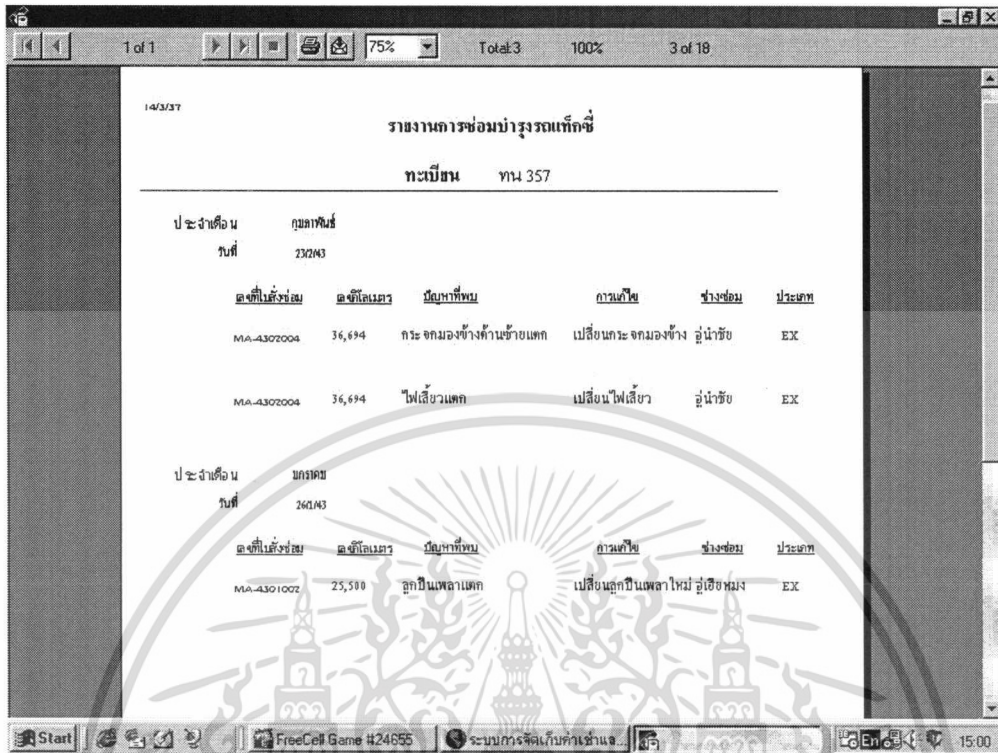 1 of 1 75% Total:3 100% 3 of 18
14/3/37
รายงานการซ่อมบำรุงรถแท็กซี่
ทะเบียน ทน 357
ประจำเดือน กุมภาพันธ์
วันที่ 23/2/43
เลขที่ใบสั่งซ่อม เลขกิโลเมตร ปัญหาที่พบ การแก้ไข ช่างซ่อม ประเภท
MA-4302004 36,694 กระจกมองข้างด้านซ้ายแตก เปลี่ยนกระจกมองข้าง อู่นำชัย EX
MA-4302004 36,694 ไฟเลี้ยวแตก เปลี่ยนไฟเลี้ยว อู่นำชัย EX
ประจำเดือน มกราคม
วันที่ 26/1/43
เลขที่ใบสั่งซ่อม เลขกิโลเมตร ปัญหาที่พบ การแก้ไข ช่างซ่อม ประเภท
MA-4301002 25,500 ลูกปืนเพลาแตก เปลี่ยนลูกปืนเพลาใหม่ อู่เฮียหมง EX
Start FreeCell Game #24655 ระบบการจัดเก็บค่าเช่าแล... En 15:00